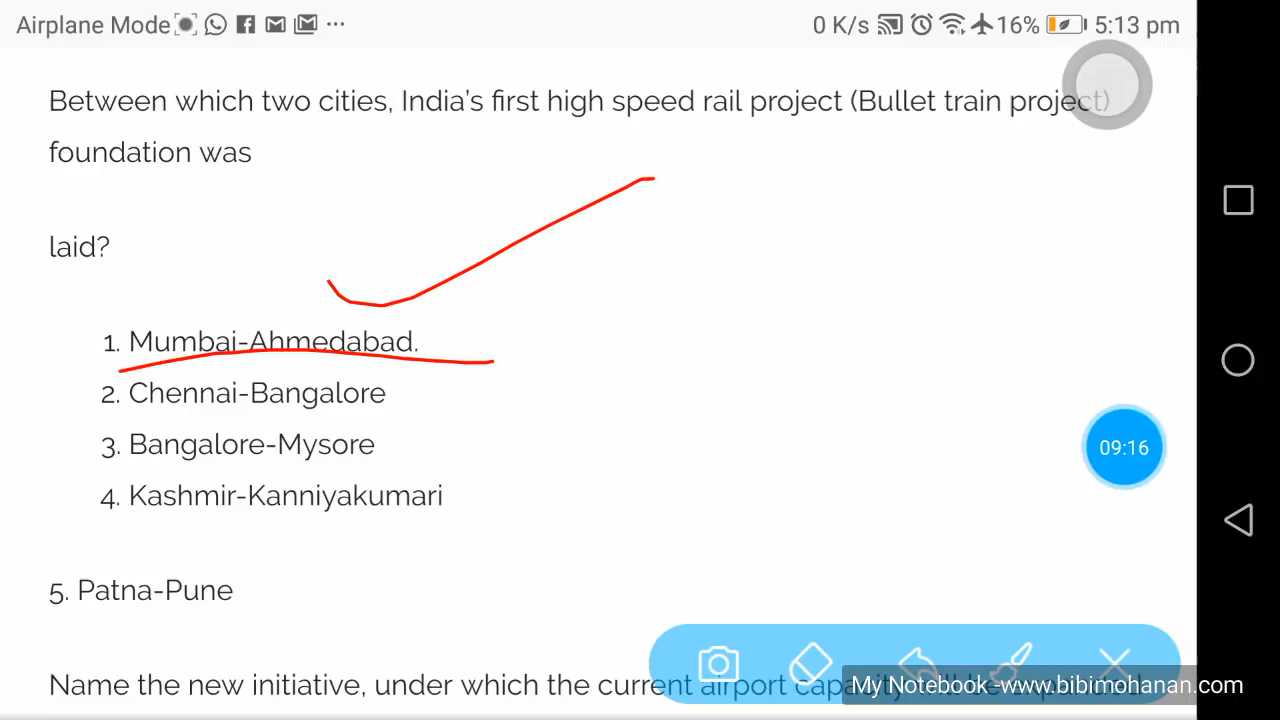 Airplane Mode ... 0 K/s 16% 5:13 pm
Between which two cities, India's first high speed rail project (Bullet train project)
foundation was
laid?
1. Mumbai-Ahmedabad.
2. Chennai-Bangalore
3. Bangalore-Mysore
4. Kashmir-Kanniyakumari
09:16
5. Patna-Pune
Name the new initiative, under which the current airport capacity
My Notebook -www.bibimohanan.com